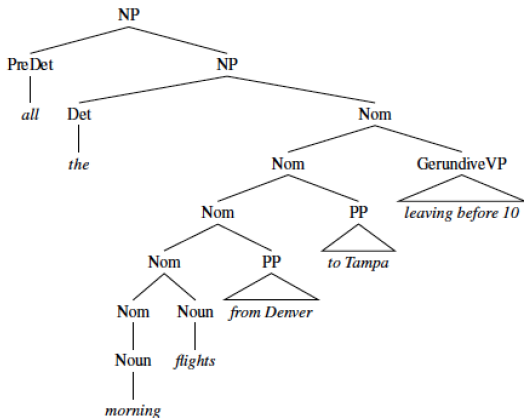 NP
PreDet NP
all Det Nom
the Nom GerundiveVP
Nom PP leaving before 10
Nom PP to Tampa
Nom Noun from Denver
Noun flights
morning